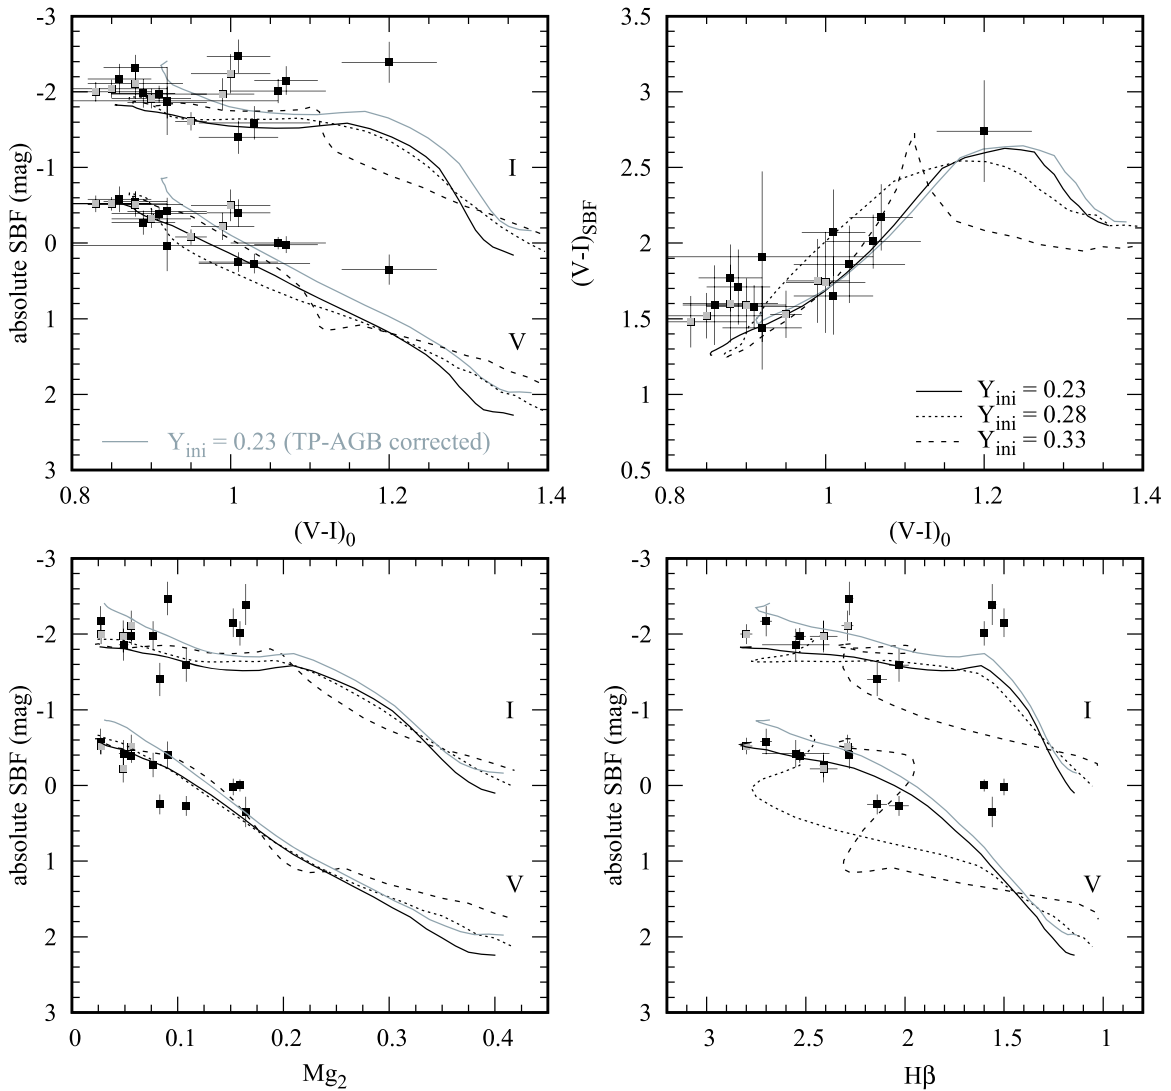 -3
-2
-1
0
1
2
3
absolute SBF (mag)
I
V
Y_ini = 0.23 (TP-AGB corrected)
0.8
1
1.2
1.4
(V-I)_0
3.5
3
2.5
2
1.5
1
0.5
(V-I)_SBF
Y_ini = 0.23
Y_ini = 0.28
Y_ini = 0.33
0.8
1
1.2
1.4
(V-I)_0
-3
-2
-1
0
1
2
3
absolute SBF (mag)
I
V
0
0.1
0.2
0.3
0.4
Mg_2
-3
-2
-1
0
1
2
3
absolute SBF (mag)
I
V
3
2.5
2
1.5
1
Hβ